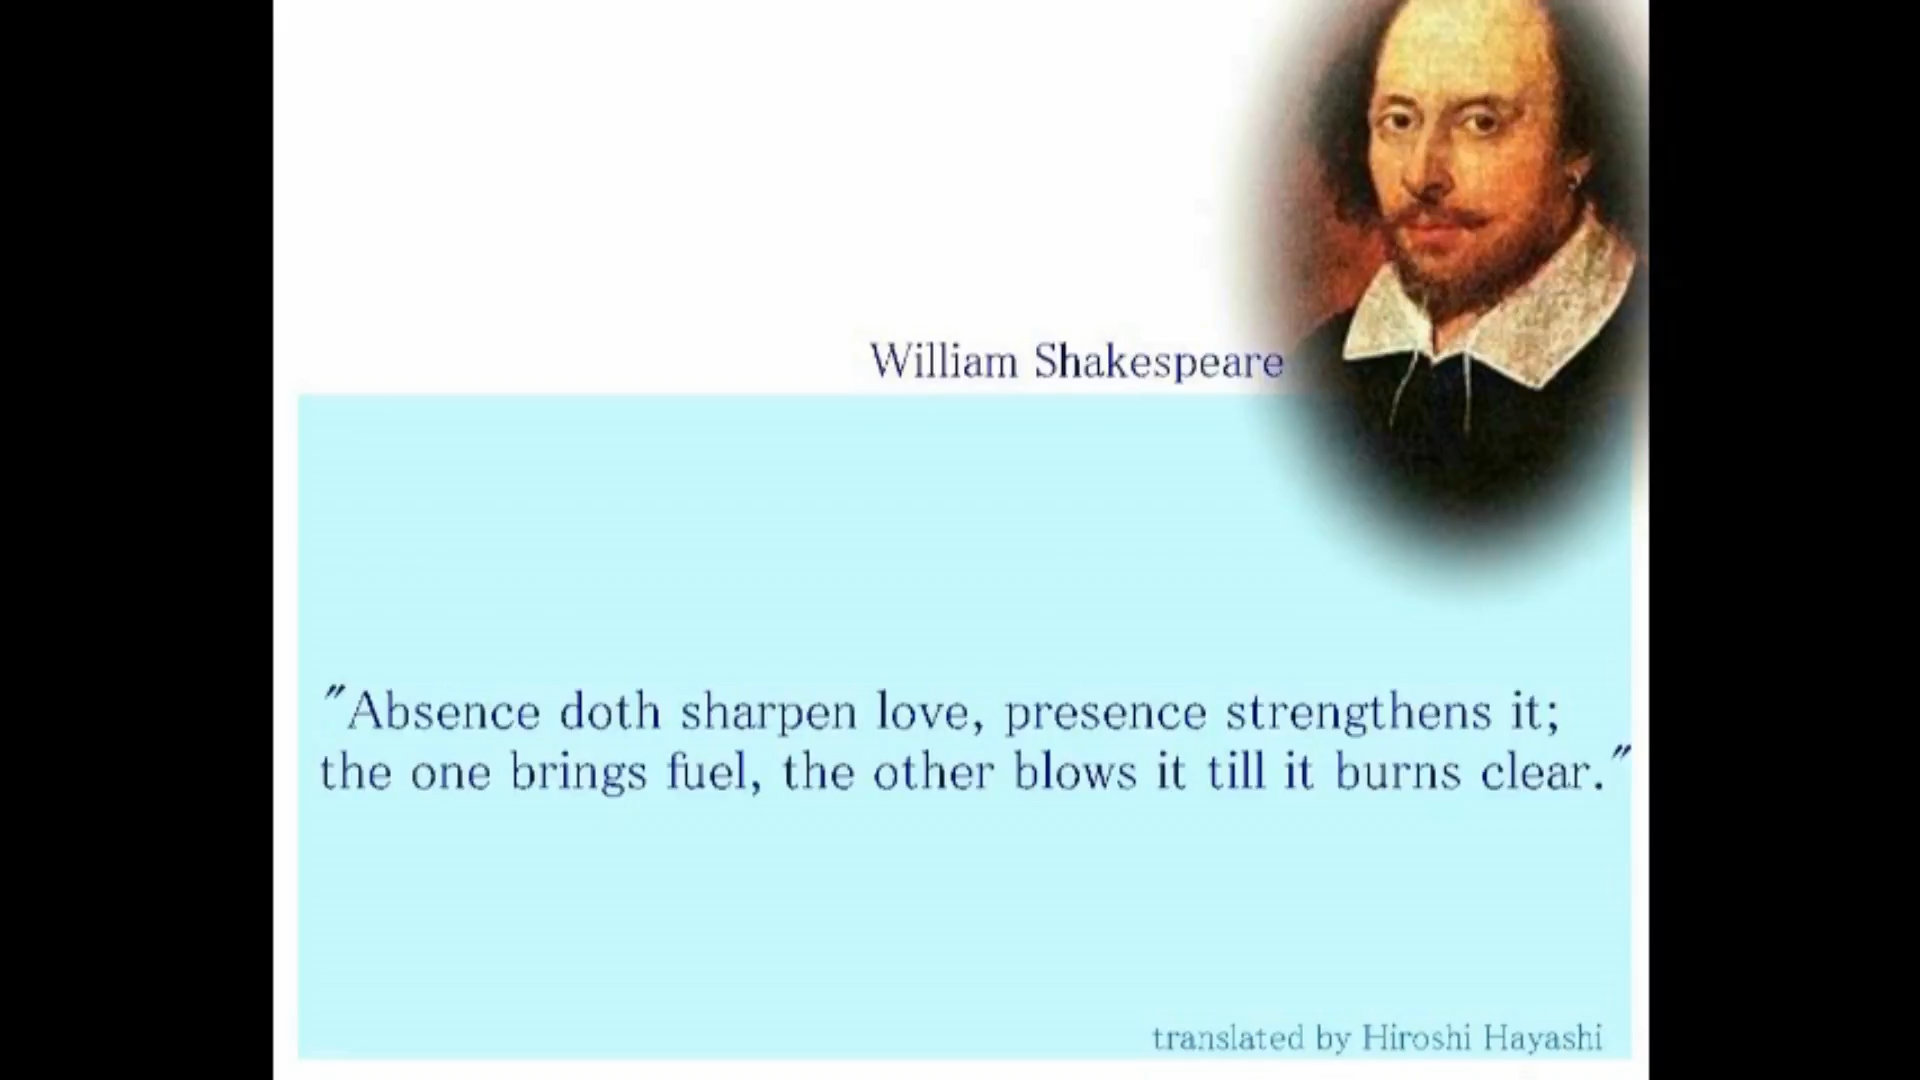 William Shakespeare
"Absence doth sharpen love, presence strengthens it;
the one brings fuel, the other blows it till it burns clear."
translated by Hiroshi Hayashi